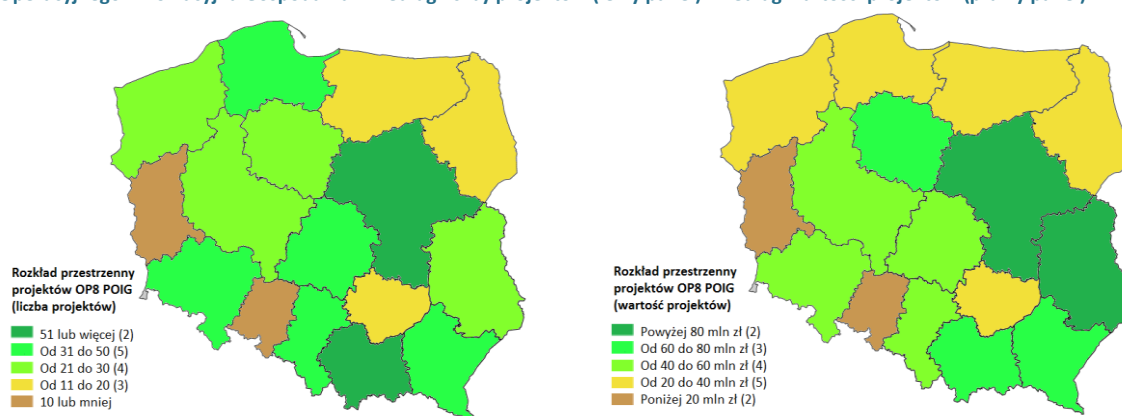 Rozkład przestrzenny
projektów OP8 POIG
(liczba projektów)
51 lub więcej (2)
Od 31 do 50 (5)
Od 21 do 30 (4)
Od 11 do 20 (3)
10 lub mniej
Rozkład przestrzenny
projektów OP8 POIG
(wartość projektów)
Powyżej 80 mln zł (2)
Od 60 do 80 mln zł (3)
Od 40 do 60 mln zł (4)
Od 20 do 40 mln zł (5)
Poniżej 20 mln zł (2)